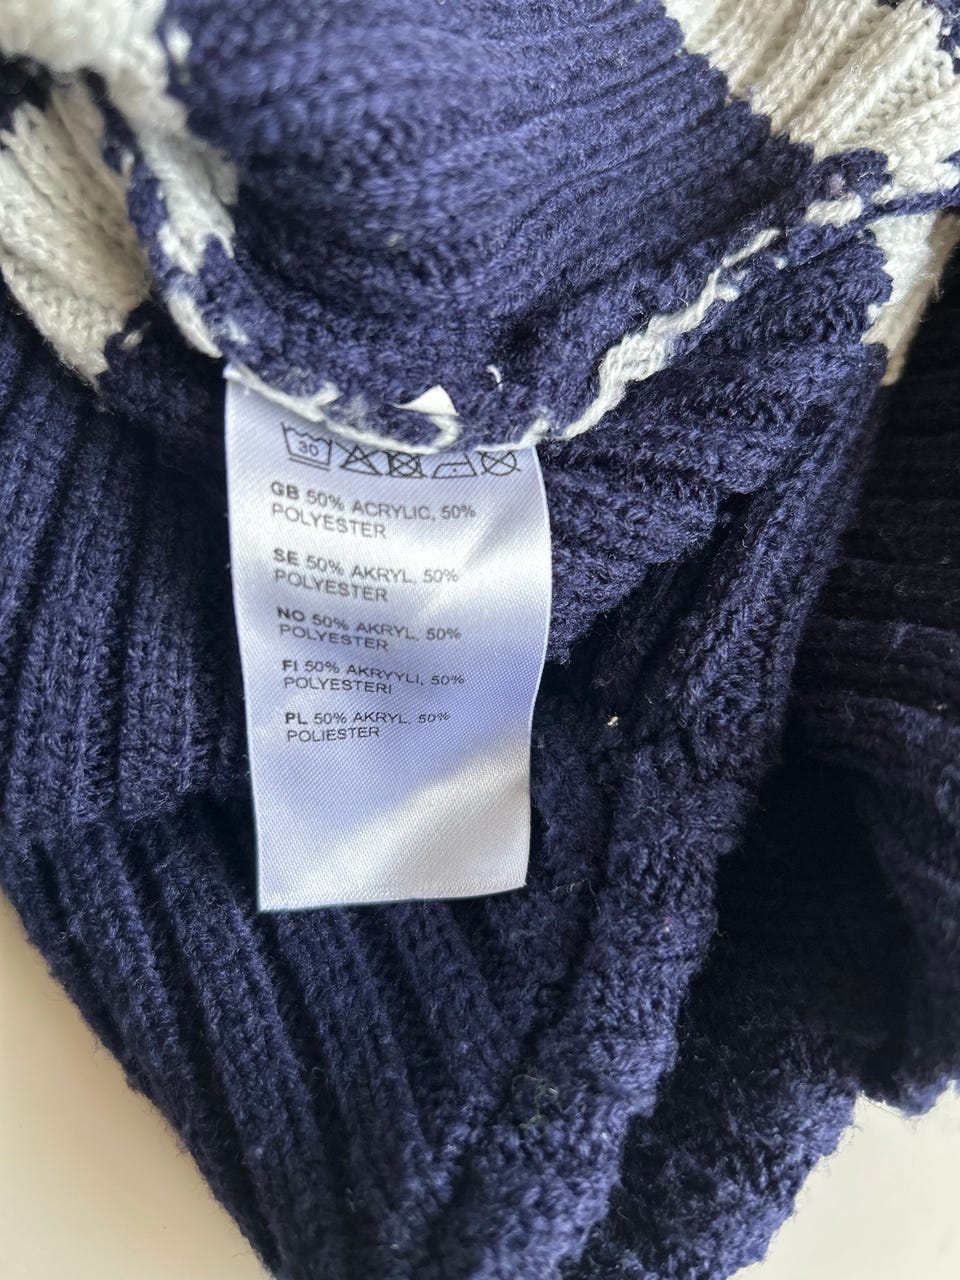 30
GB 50% ACRYLIC, 50%
POLYESTER
SE 50% AKRYL, 50%
POLYESTER
NO 50% AKRYL, 50%
POLYESTER
FI 50% AKRYYLI, 50%
POLYESTERI
PL 50% AKRYL, 50%
POLIESTER